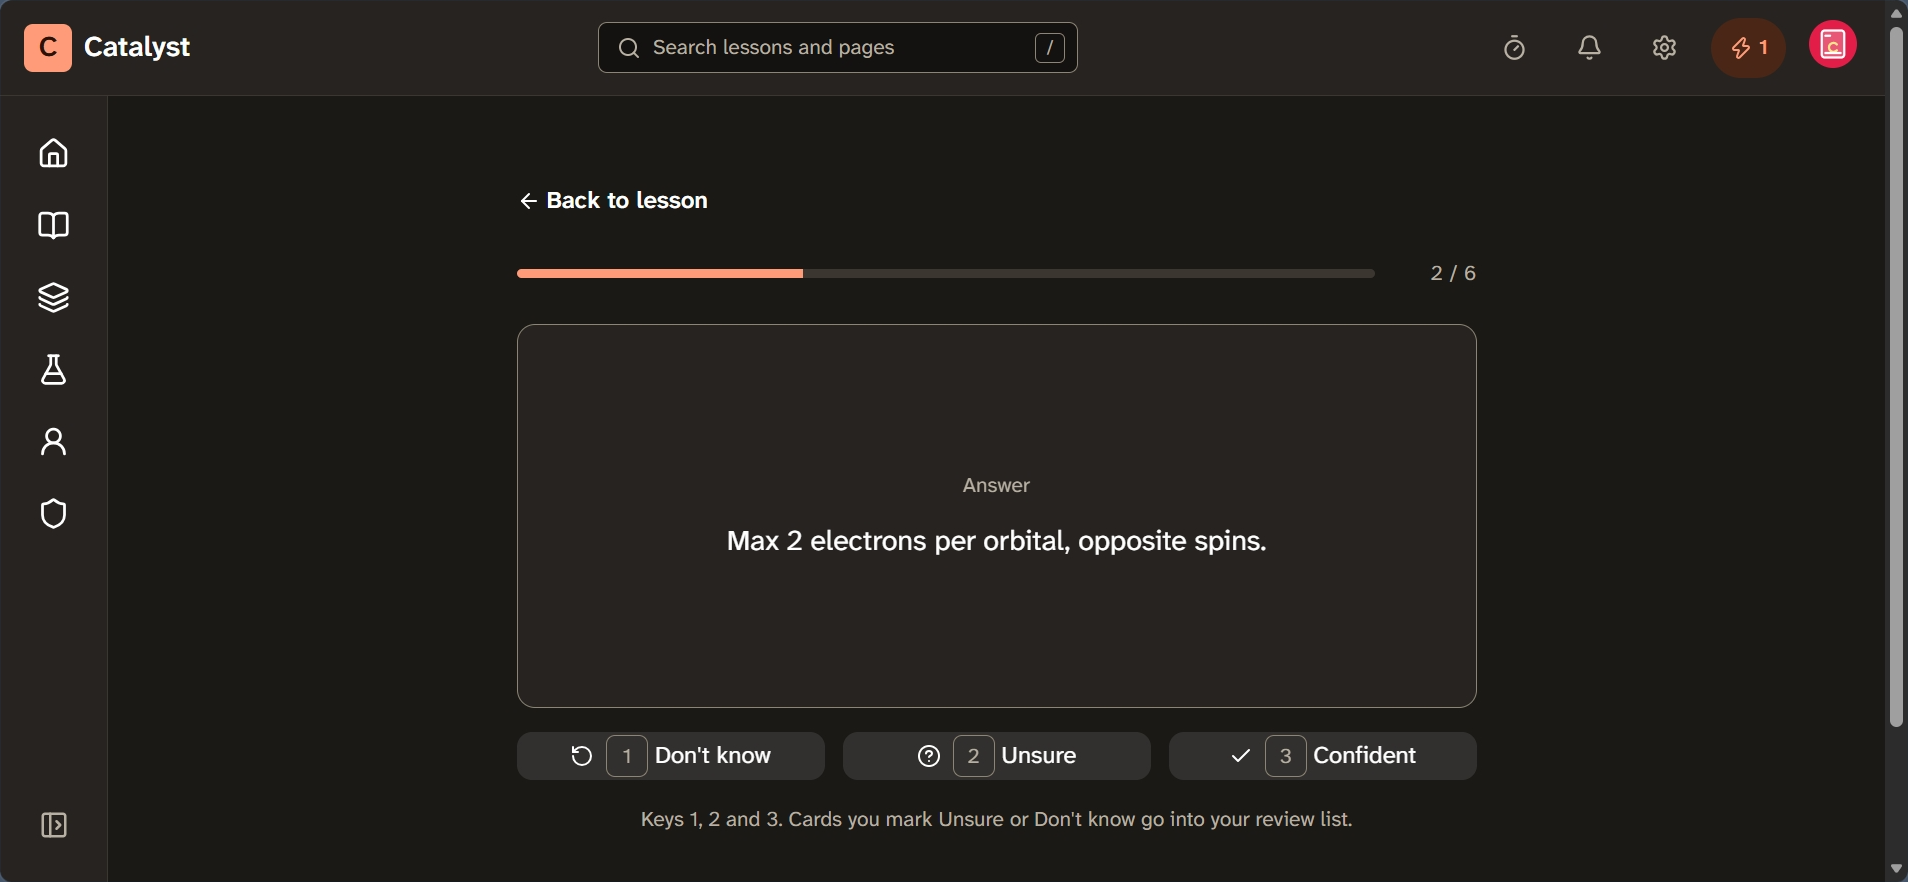 C Catalyst
Search lessons and pages /
1
C
Back to lesson
2 / 6
Answer
Max 2 electrons per orbital, opposite spins.
1 Don't know
2 Unsure
3 Confident
Keys 1, 2 and 3. Cards you mark Unsure or Don't know go into your review list.